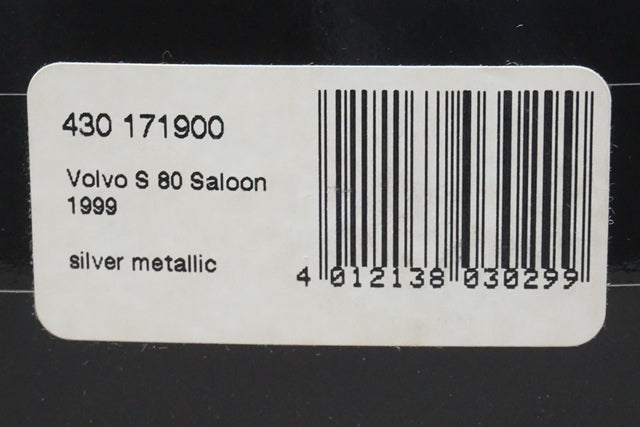 430 171900
Volvo S 80 Saloon
1999
silver metallic
4 012138 030299